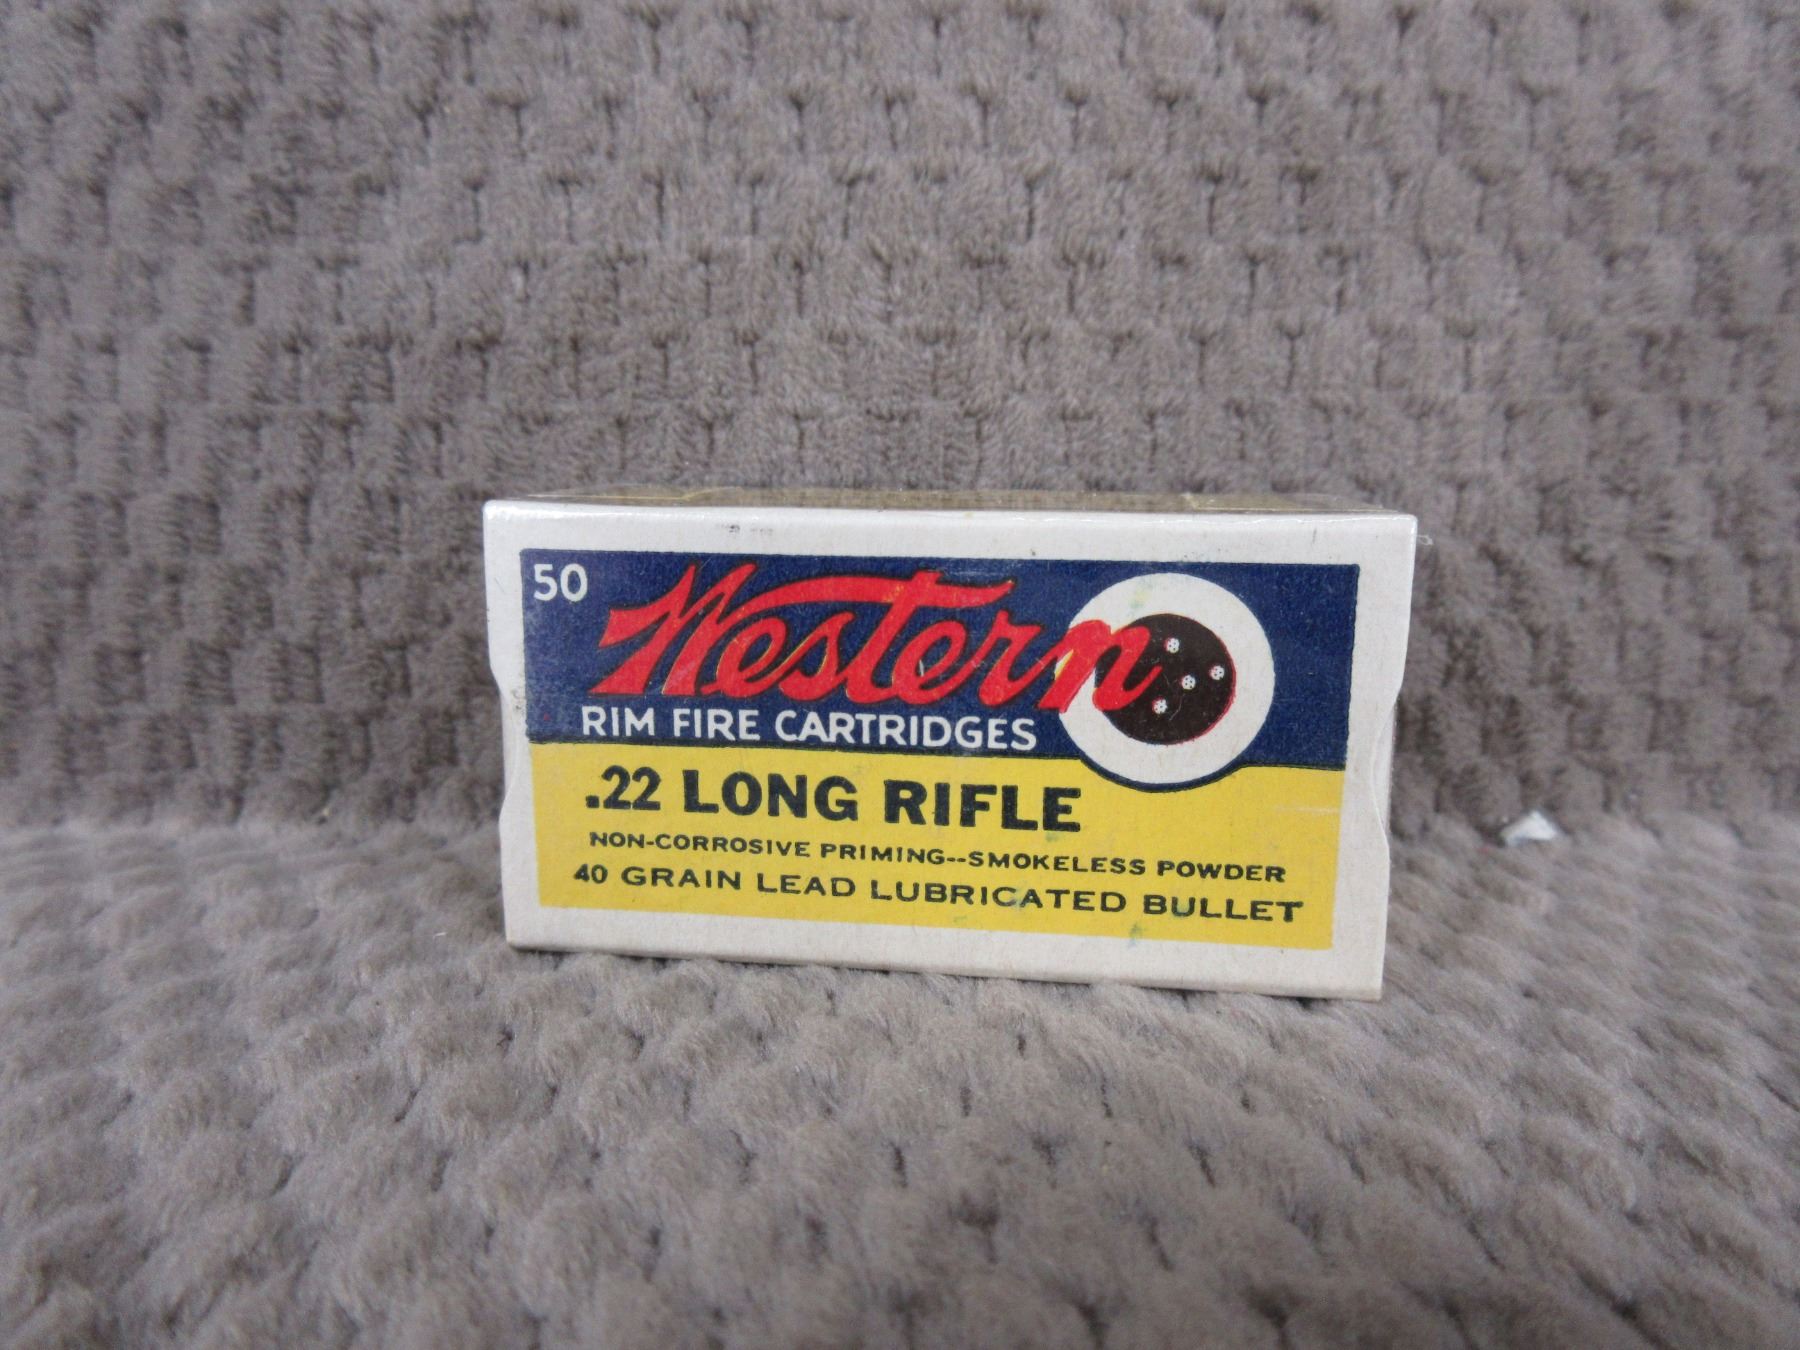 50
Western
RIM FIRE CARTRIDGES
.22 LONG RIFLE
NON-CORROSIVE PRIMING--SMOKELESS POWDER
40 GRAIN LEAD LUBRICATED BULLET